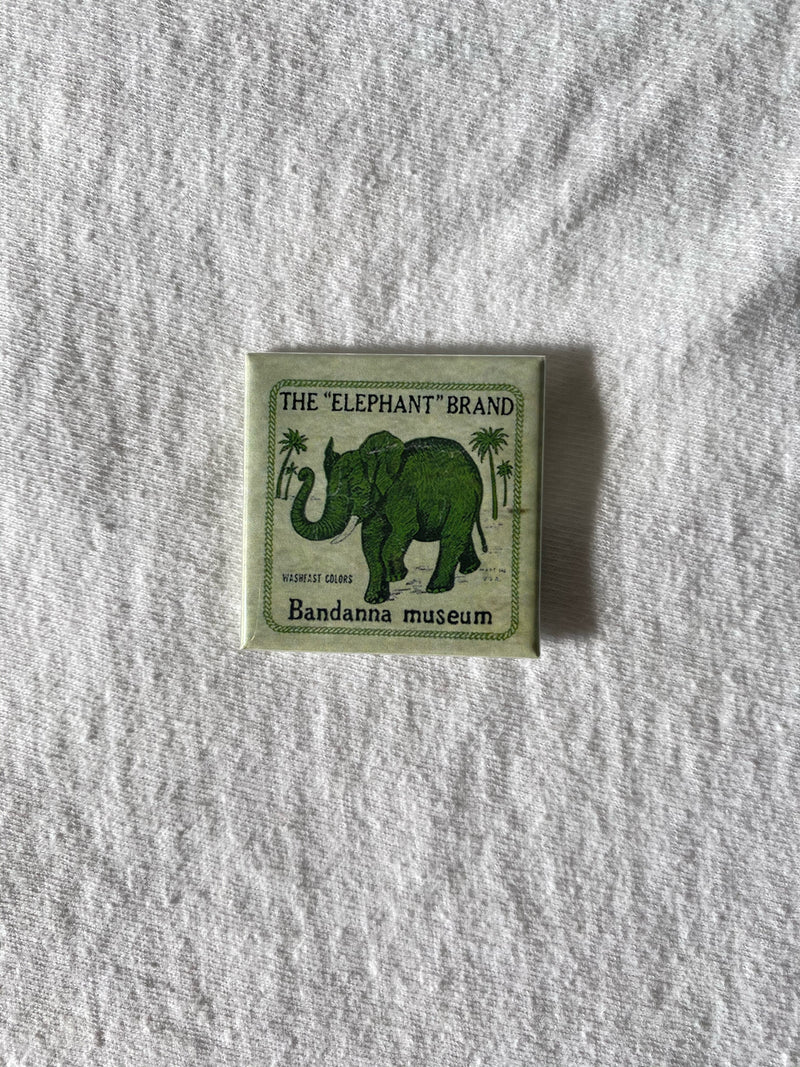 THE "ELEPHANT" BRAND
WASHFAST COLORS
U.S.A.
Bandanna museum